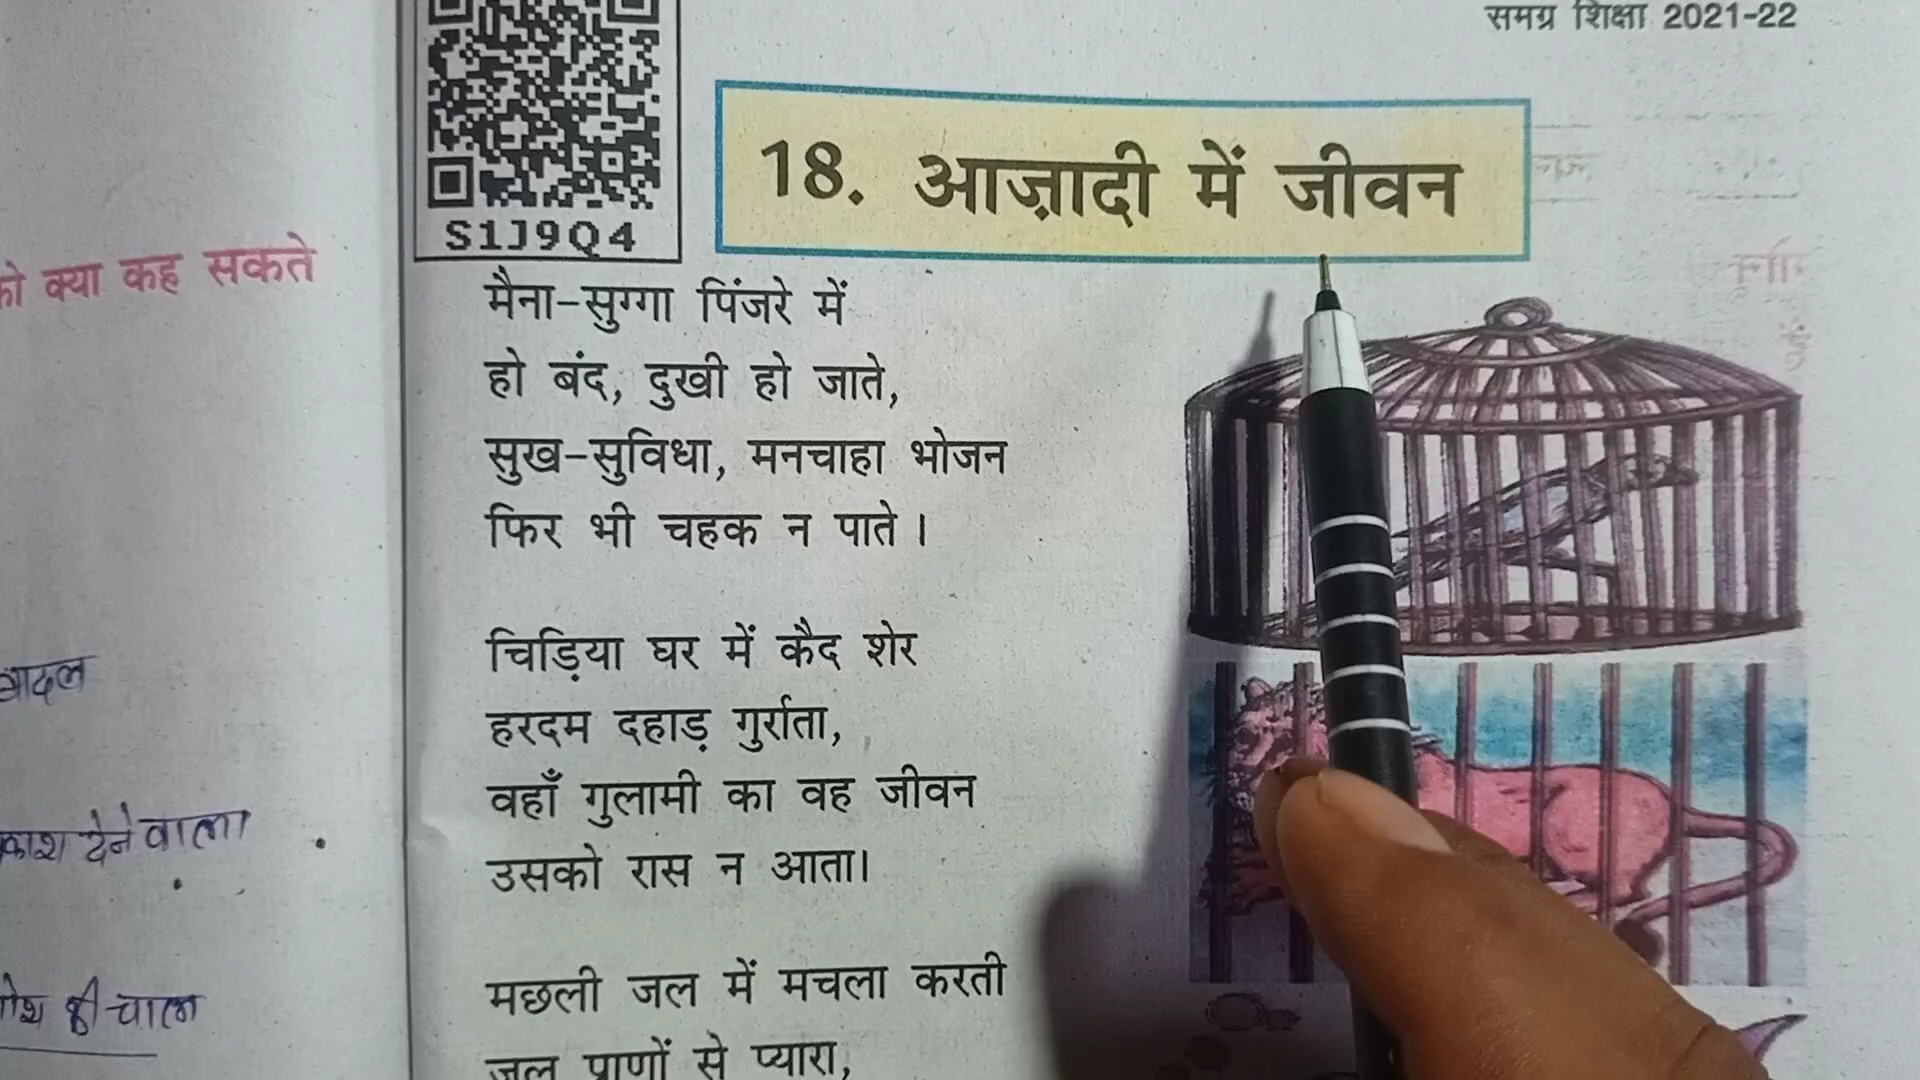 समग्र शिक्षा 2021-22
S1J9Q4
18. आज़ादी में जीवन
मैना-सुग्गा पिंजरे में
हो बंद, दुखी हो जाते,
सुख-सुविधा, मनचाहा भोजन
फिर भी चहक न पाते ।
चिड़िया घर में कैद शेर
हरदम दहाड़ गुर्राता,
वहाँ गुलामी का वह जीवन
उसको रास न आता।
मछली जल में मचला करती
जल प्राणों से प्यारा,
को क्या कह सकते
बादल
देने वाला
की चाल